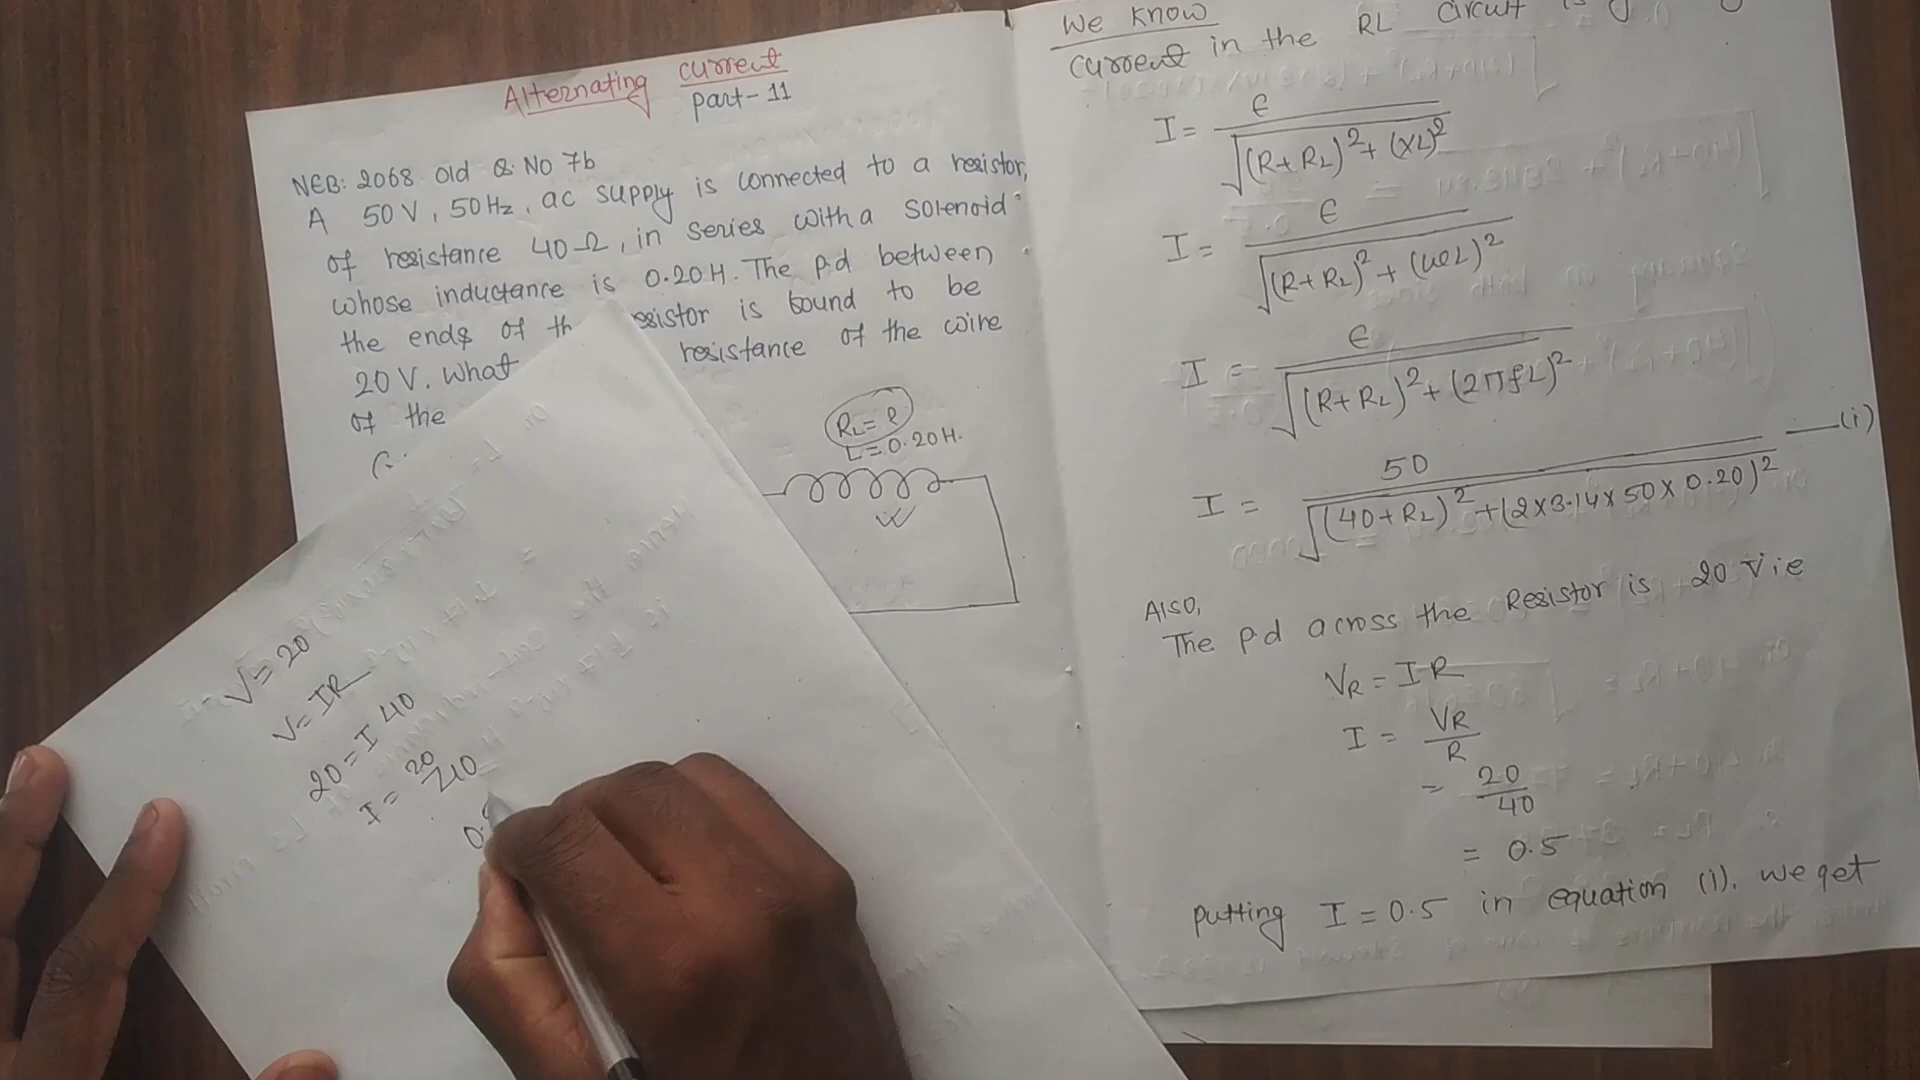 Alternating current
part-11
NEB: 2068 old Q. No 7b
A 50 V, 50 Hz, ac supply is connected to a resistor,
of resistance 40 Ω, in series with a solenoid
whose inductance is 0.20 H. The p.d between
the ends of th esistor is found to be
20 V. What resistance of the wire
of the
RL = ?
L = 0.20 H.
V = 20
V = IR
20 = I 40
I = 20/40
0.
We know
Current in the RL circuit is
I = ε/√((R+RL)²+(XL)²)
I = ε/√((R+RL)²+(ωL)²)
I = ε/√((R+RL)²+(2πfL)²)
I = 50/√((40+RL)²+(2×3.14×50×0.20)²) —(i)
Also,
The p.d across the Resistor is 20 V i.e
VR = IR
I = VR/R
= 20/40
= 0.5
putting I = 0.5 in equation (i). we get